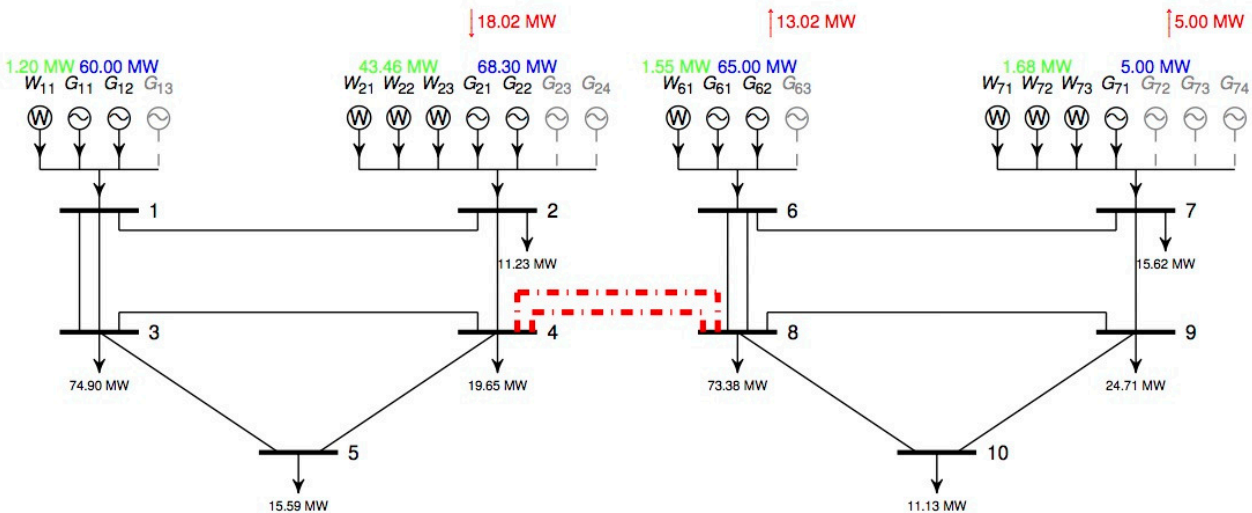 18.02 MW 13.02 MW 5.00 MW
1.20 MW 60.00 MW 43.46 MW 68.30 MW 1.55 MW 65.00 MW 1.68 MW 5.00 MW
W11 G11 G12 G13 W21 W22 W23 G21 G22 G23 G24 W61 G61 G62 G63 W71 W72 W73 G71 G72 G73 G74
W W W W W W W W
1 2 6 7
11.23 MW 15.62 MW
3 4 8 9
74.90 MW 19.65 MW 73.38 MW 24.71 MW
5 10
15.59 MW 11.13 MW